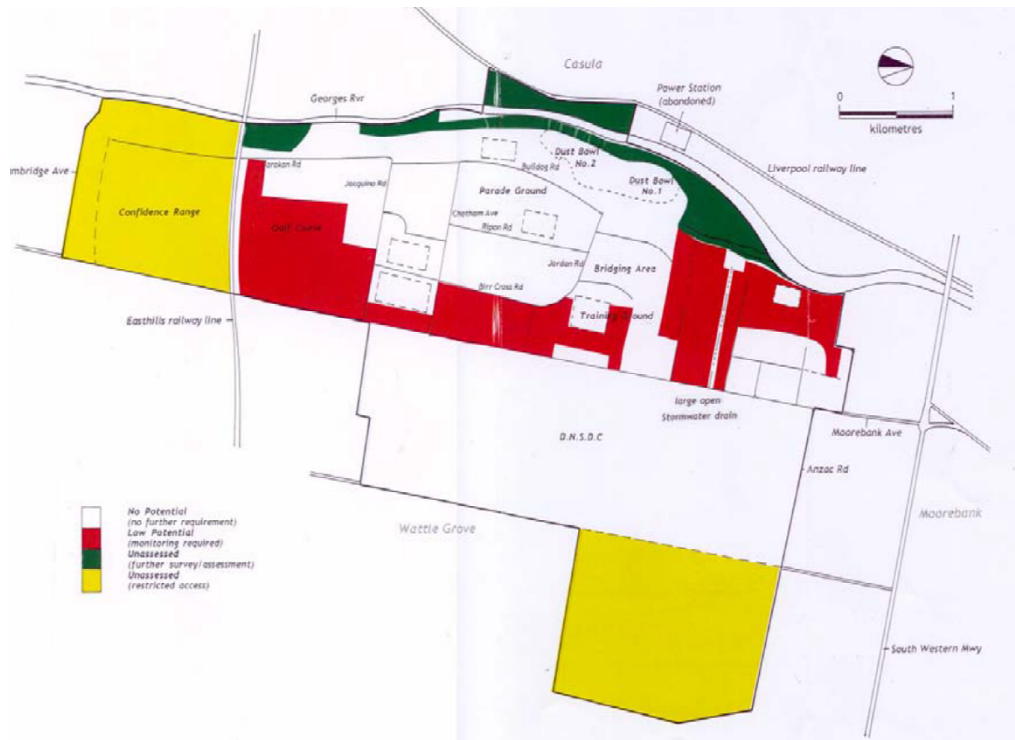 Casula
Georges Rvr
Power Station
(abandoned)
0 1
kilometres
Liverpool railway line
Dust Bowl
No.2
Bulldog Rd
Dust Bowl
No.1
mbridge Ave
Jacquino Rd
Parade Ground
Confidence Range
Golf Course
Chatham Ave
Ripon Rd
Jordan Rd
Bridging Area
Birr Cross Rd
Training Ground
Easthills railway line
large open
Stormwater drain
Moorebank Ave
D.N.S.D.C
Anzac Rd
Moorebank
Wattle Grove
No Potential
(no further requirement)
Low Potential
(monitoring required)
Unassessed
(further survey/assessment)
Unassessed
(restricted access)
South Western Mwy